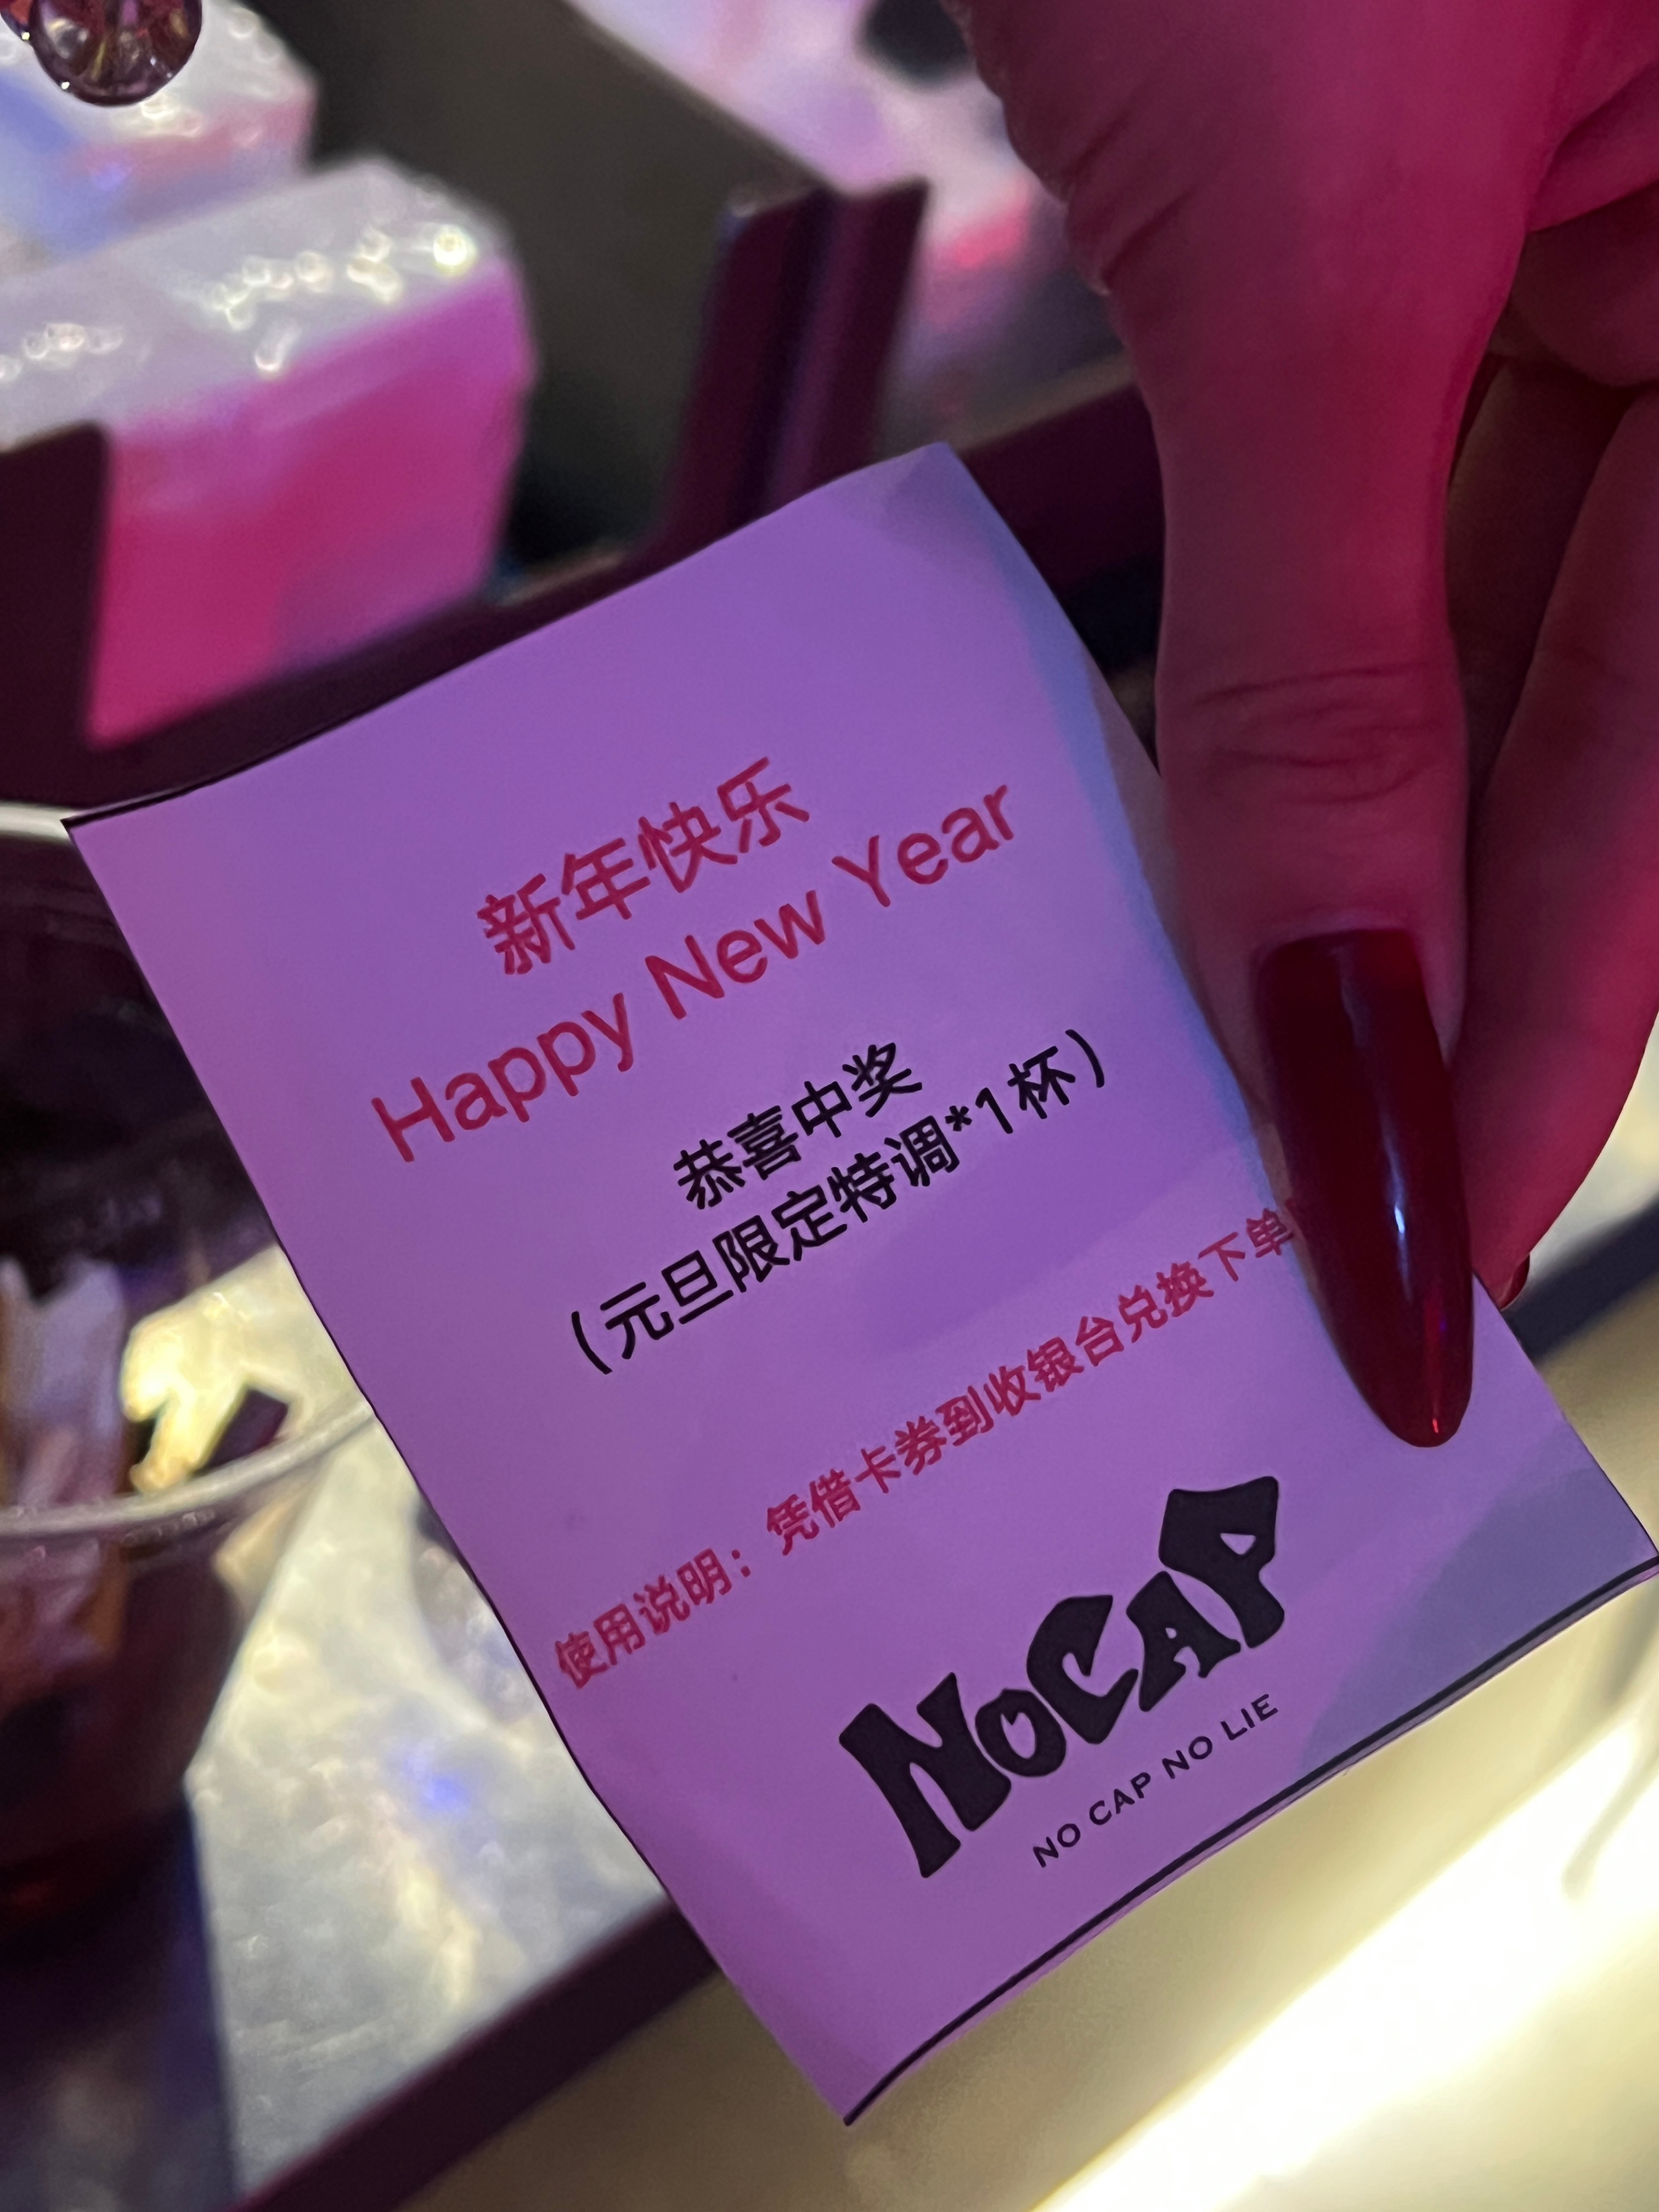 新年快乐
Happy New Year
恭喜中奖
(元旦限定特调*1杯)
使用说明：凭借卡券到收银台兑换下单
NOCAP
NO CAP NO LIE